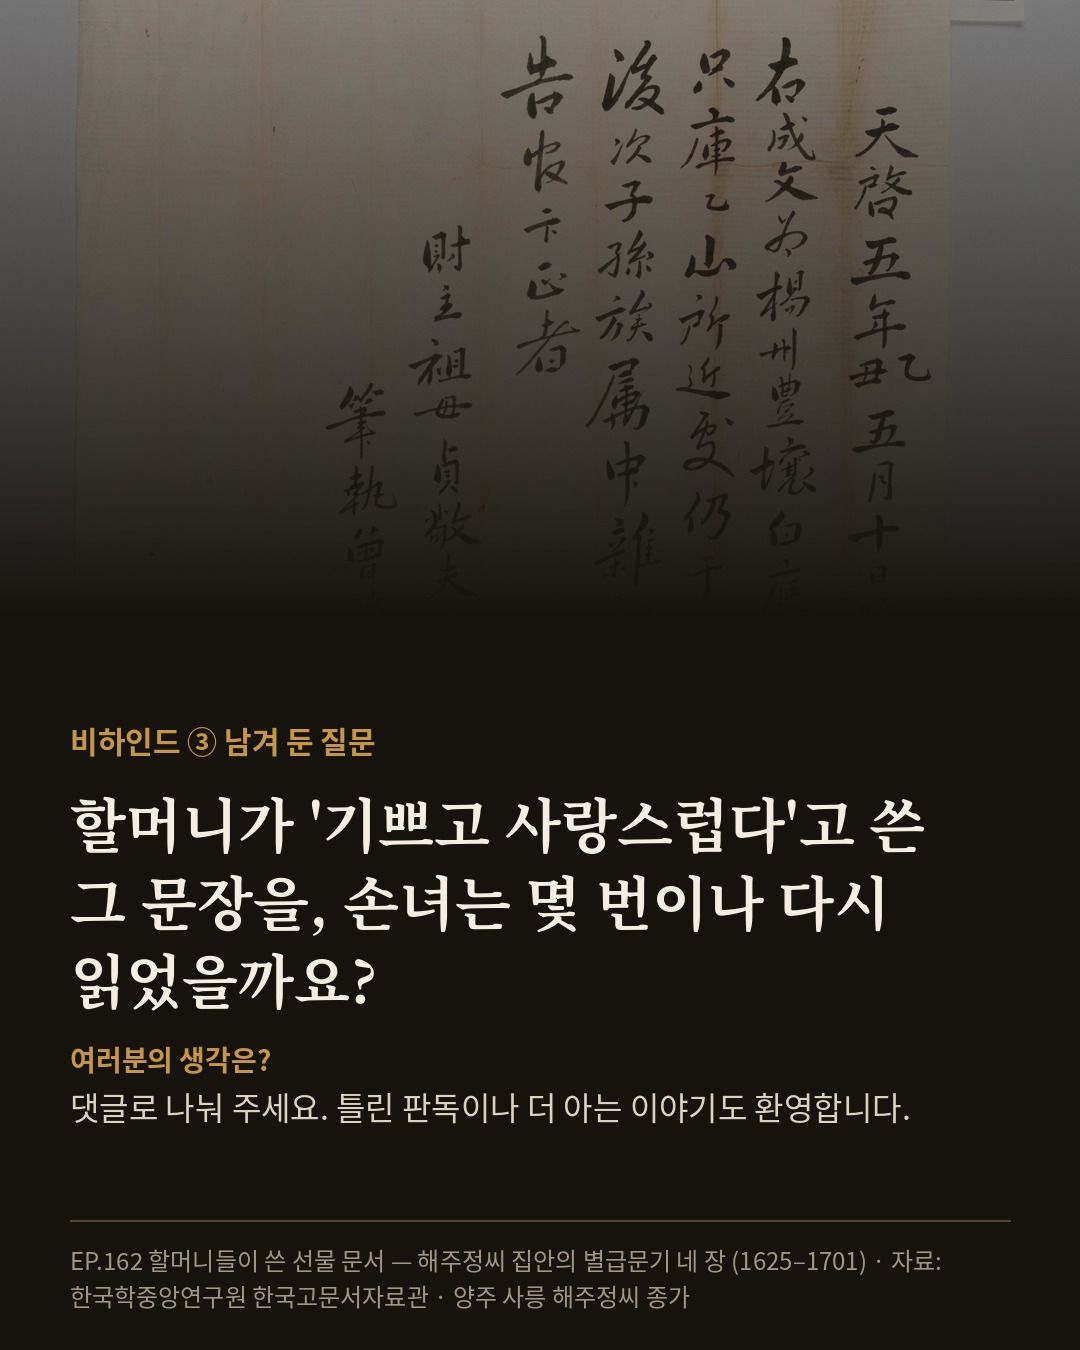 天啓五年乙丑五月十日
右成文爲楊州豊壤白
只庫乙山所近處仍于
後次子孫族属中雜
告官卞正者
財主祖母貞敬夫
筆執曾
비하인드 ③ 남겨 둔 질문
할머니가 '기쁘고 사랑스럽다'고 쓴
그 문장을, 손녀는 몇 번이나 다시
읽었을까요?
여러분의 생각은?
댓글로 나눠 주세요. 틀린 판독이나 더 아는 이야기도 환영합니다.
EP.162 할머니들이 쓴 선물 문서 — 해주정씨 집안의 별급문기 네 장 (1625–1701) · 자료:
한국학중앙연구원 한국고문서자료관 · 양주 사릉 해주정씨 종가